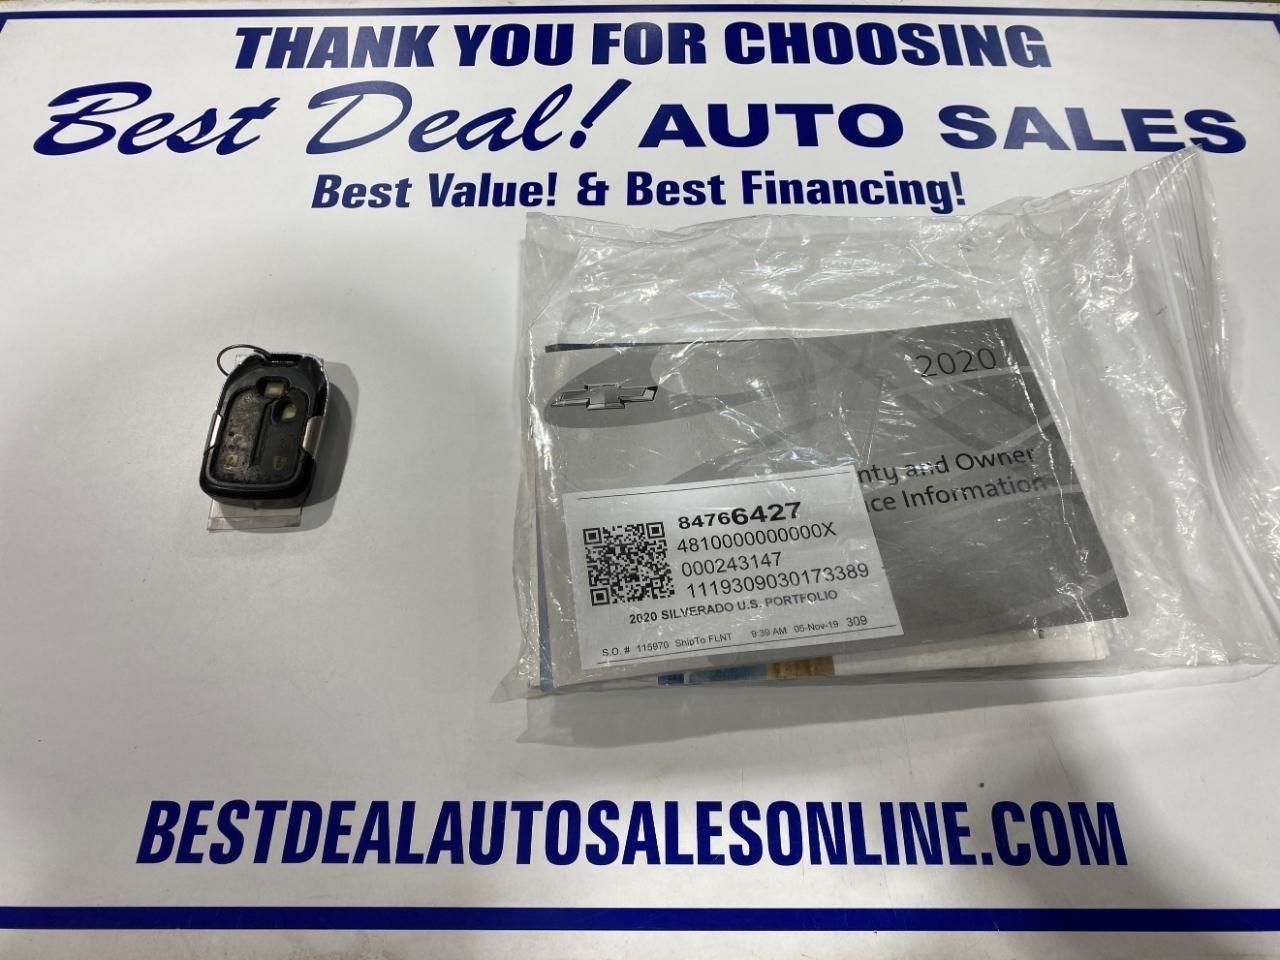 THANK YOU FOR CHOOSING
Best Deal! AUTO SALES
Best Value! & Best Financing!
2020
nty and Owner
ce Information
84766427
4810000000000X
000243147
1119309030173389
2020 SILVERADO U.S. PORTFOLIO
S.O. # 115970 ShipTo FLNT 9:39 AM 05-Nov-19 309
BESTDEALAUTOSALESONLINE.COM